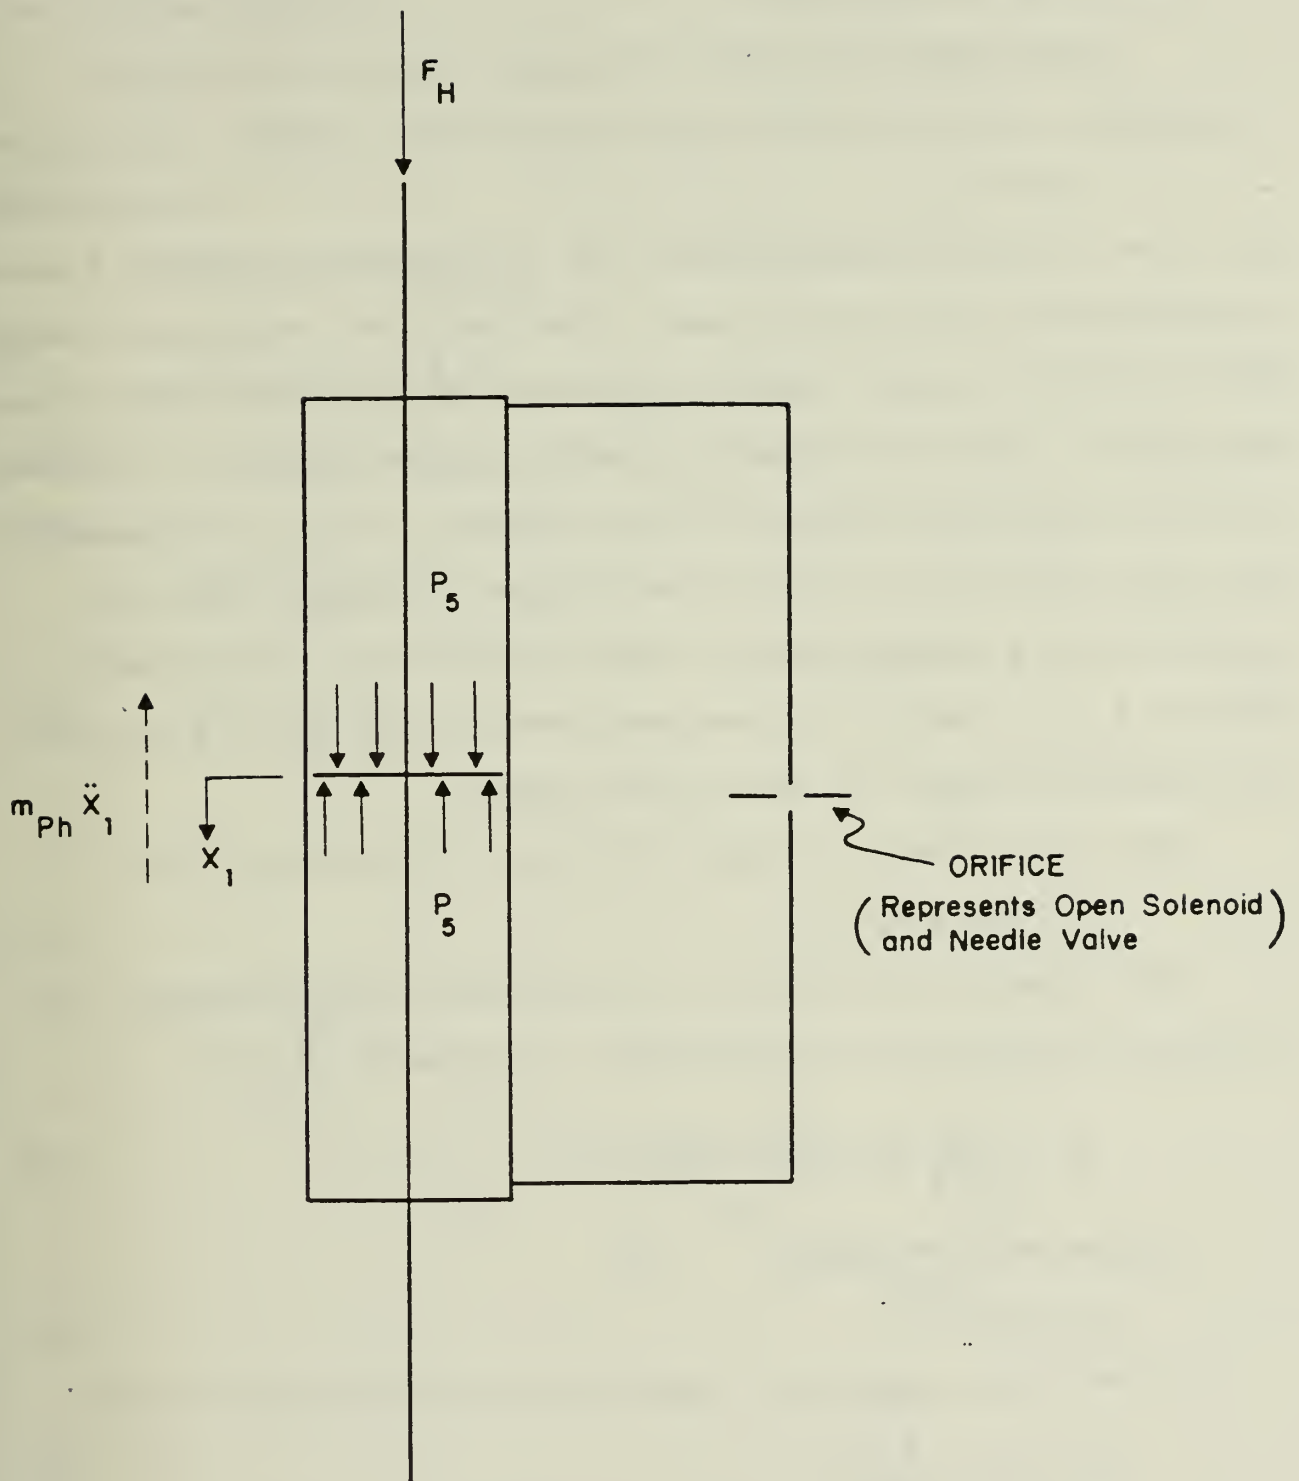 F_H
P_5
m_Ph Ẍ_1
X_1
P_5
ORIFICE
(Represents Open Solenoid
and Needle Valve)